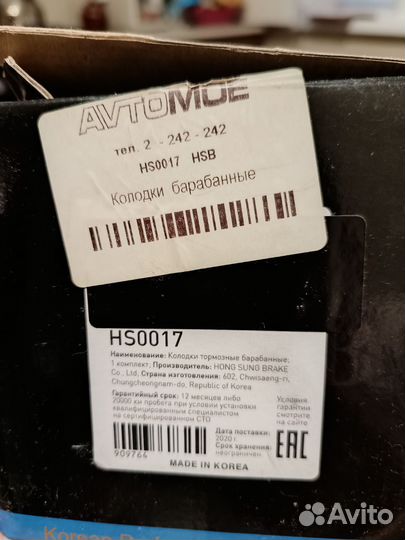 AVTOMOE
тел. 2 - 242 - 242
HS0017 HSB
Колодки барабанные
HS0017
Наименование: Колодки тормозные барабанные;
1 комплект; Производитель: HONG SUNG BRAKE
Co., Ltd, Страна изготовления: 602, Chwisaeng-ri,
Chungcheongnam-do, Republic of Korea
Гарантийный срок: 12 месяцев либо
20000 км пробега при условии установки
квалифицированным специалистом
на сертифицированном СТО
Условия
гарантии
смотрите
на сайте
Дата поставки:
2020 г.
Срок хранения:
неограничен
909764
EAC
MADE IN KOREA
Korean
Avito